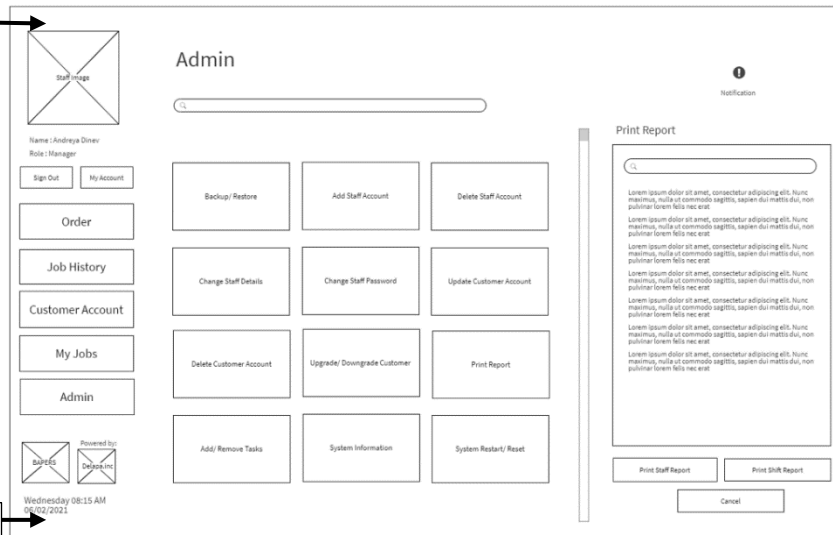 Staff Image
Name : Andreya Dinev
Role : Manager
Sign Out
My Account
Order
Job History
Customer Account
My Jobs
Admin
BAPERS
Powered by:
Delapa.inc
Wednesday 08:15 AM
06/02/2021
Admin
Backup/ Restore
Add Staff Account
Delete Staff Account
Change Staff Details
Change Staff Password
Update Customer Account
Delete Customer Account
Upgrade/ Downgrade Customer
Print Report
Add/ Remove Tasks
System Information
System Restart/ Reset
Notification
Print Report
Lorem ipsum dolor sit amet, consectetur adipiscing elit. Nunc
maximus, nulla ut commodo sagittis, sapien dui mattis dui, non
pulvinar lorem felis nec erat
Lorem ipsum dolor sit amet, consectetur adipiscing elit. Nunc
maximus, nulla ut commodo sagittis, sapien dui mattis dui, non
pulvinar lorem felis nec erat
Lorem ipsum dolor sit amet, consectetur adipiscing elit. Nunc
maximus, nulla ut commodo sagittis, sapien dui mattis dui, non
pulvinar lorem felis nec erat
Lorem ipsum dolor sit amet, consectetur adipiscing elit. Nunc
maximus, nulla ut commodo sagittis, sapien dui mattis dui, non
pulvinar lorem felis nec erat
Lorem ipsum dolor sit amet, consectetur adipiscing elit. Nunc
maximus, nulla ut commodo sagittis, sapien dui mattis dui, non
pulvinar lorem felis nec erat
Lorem ipsum dolor sit amet, consectetur adipiscing elit. Nunc
maximus, nulla ut commodo sagittis, sapien dui mattis dui, non
pulvinar lorem felis nec erat
Lorem ipsum dolor sit amet, consectetur adipiscing elit. Nunc
maximus, nulla ut commodo sagittis, sapien dui mattis dui, non
pulvinar lorem felis nec erat
Print Staff Report
Print Shift Report
Cancel